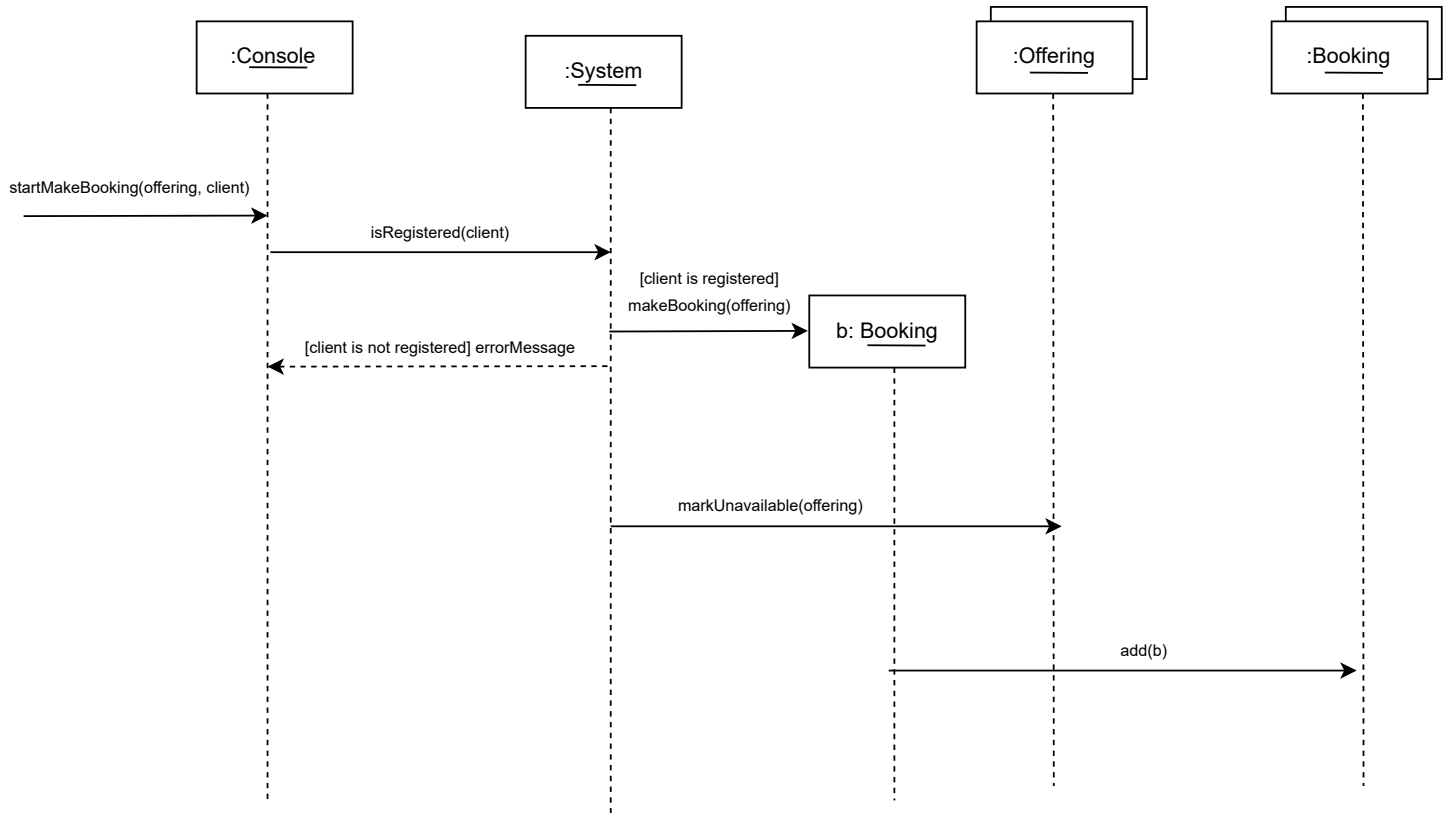 :Console
:System
:Offering
:Booking
startMakeBooking(offering, client)
isRegistered(client)
[client is registered]
makeBooking(offering)
b: Booking
[client is not registered] errorMessage
markUnavailable(offering)
add(b)